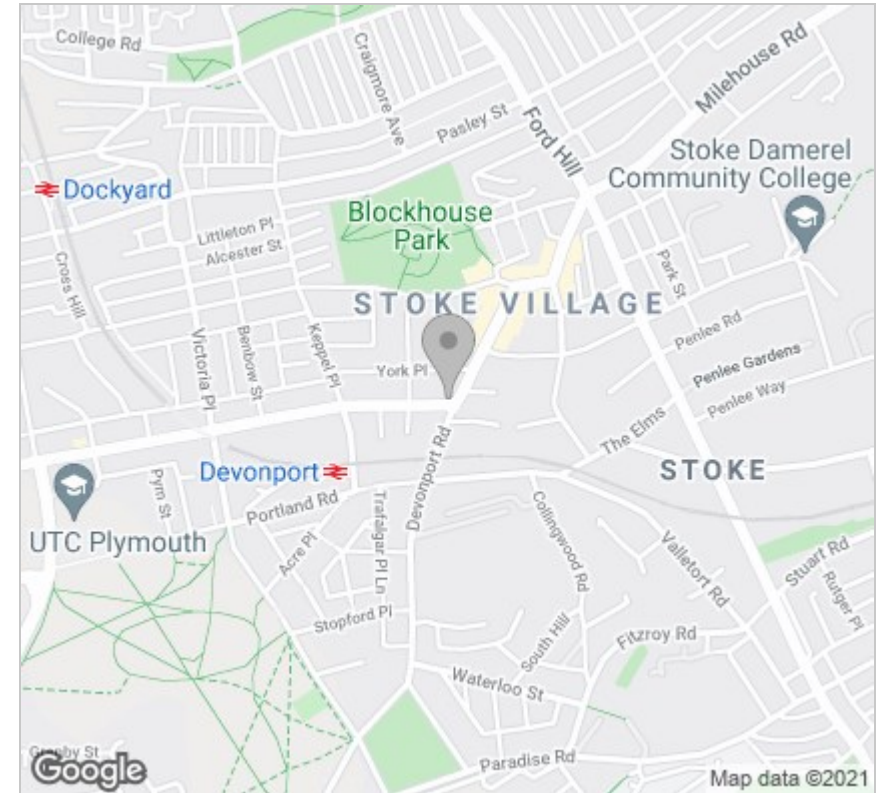 College Rd
Craigmore Ave
Milehouse Rd
Pasley St
Ford Hill
Stoke Damerel
Community College
Dockyard
Blockhouse
Park
Littleton Pl
Alcester St
Cross Hill
Park St
STOKE VILLAGE
Victoria Pl
Benbow St
Keppel Pl
York Pl
Penlee Rd
Penlee Gardens
Penlee Way
The Elms
Devonport
Devonport Rd
STOKE
Pym St
Portland Rd
Trafalgar Pl Ln
Collingwood Rd
UTC Plymouth
Acre Pl
Valletort Rd
Stuart Rd
Rutger Pl
Stopford Pl
South Hill
Fitzroy Rd
Waterloo St
Granby St
Paradise Rd
Google
Map data ©2021